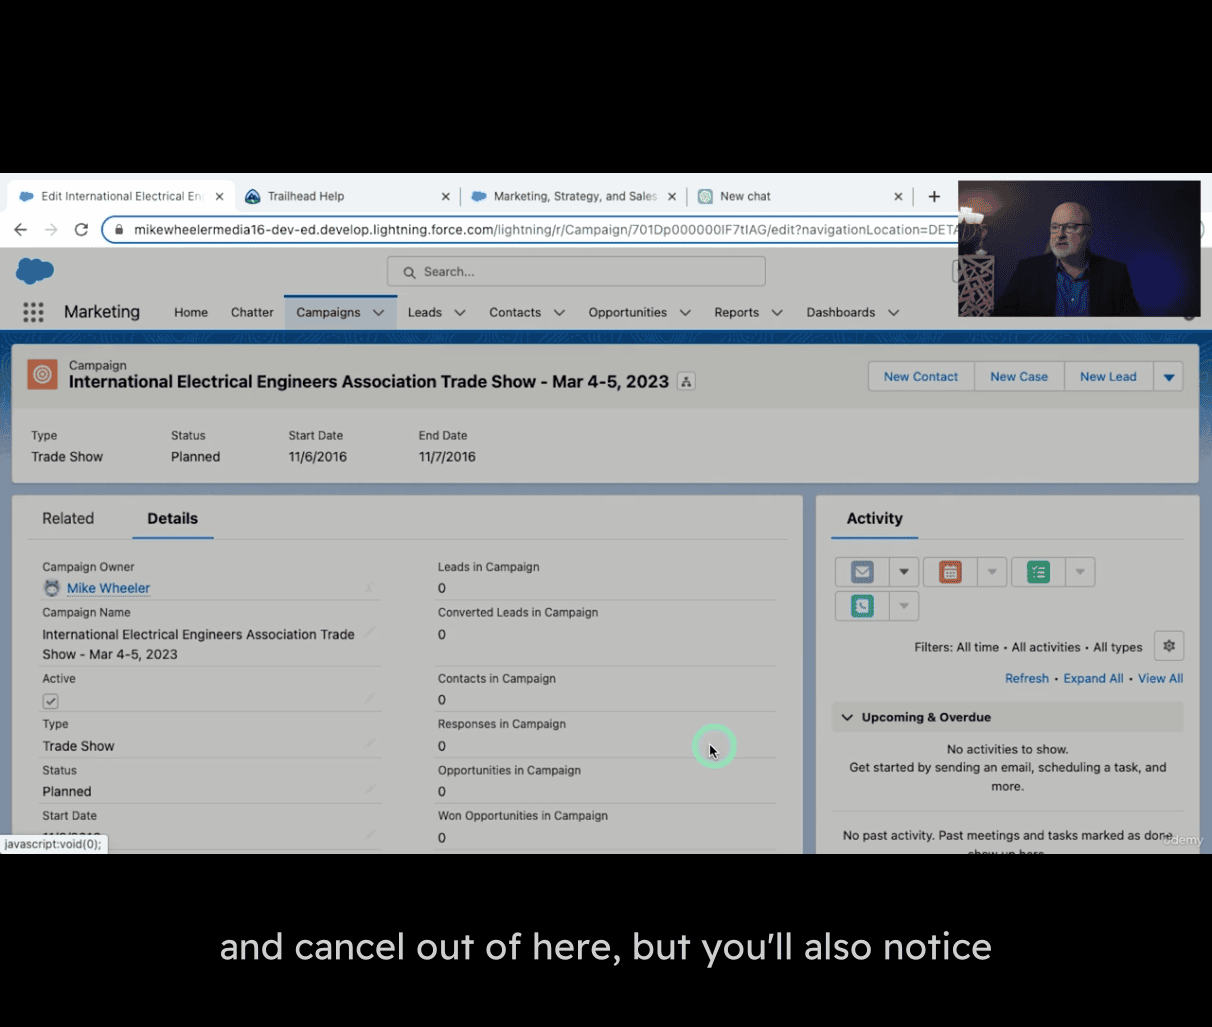 Edit International Electrical En
Trailhead Help
Marketing, Strategy, and Sales
New chat
mikewheelermedia16-dev-ed.develop.lightning.force.com/lightning/r/Campaign/701Dp000000IF7tIAG/edit?navigationLocation=DETA
Search...
Marketing
Home
Chatter
Campaigns
Leads
Contacts
Opportunities
Reports
Dashboards
Campaign
International Electrical Engineers Association Trade Show - Mar 4-5, 2023
New Contact
New Case
New Lead
Type
Status
Start Date
End Date
Trade Show
Planned
11/6/2016
11/7/2016
Related
Details
Campaign Owner
Mike Wheeler
Campaign Name
International Electrical Engineers Association Trade
Show - Mar 4-5, 2023
Active
Type
Trade Show
Status
Planned
Start Date
javascript:void(0);
Leads in Campaign
0
Converted Leads in Campaign
0
Contacts in Campaign
0
Responses in Campaign
0
Opportunities in Campaign
0
Won Opportunities in Campaign
0
Activity
Filters: All time • All activities • All types
Refresh • Expand All • View All
Upcoming & Overdue
No activities to show.
Get started by sending an email, scheduling a task, and
more.
No past activity. Past meetings and tasks marked as done
show up here.
udemy
and cancel out of here, but you'll also notice